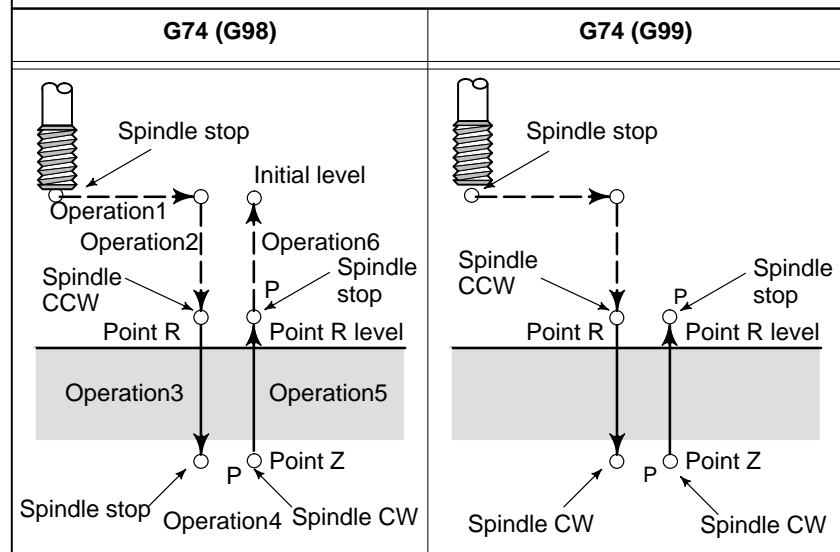 G74 (G98)
Spindle stop
Initial level
Operation1
Operation2
Operation6
Spindle
CCW
P
Spindle
stop
Point R
Point R level
Operation3
Operation5
P
Point Z
Spindle stop
Operation4
Spindle CW
G74 (G99)
Spindle stop
Spindle
CCW
P
Spindle
stop
Point R
Point R level
P
Point Z
Spindle CW
Spindle CW